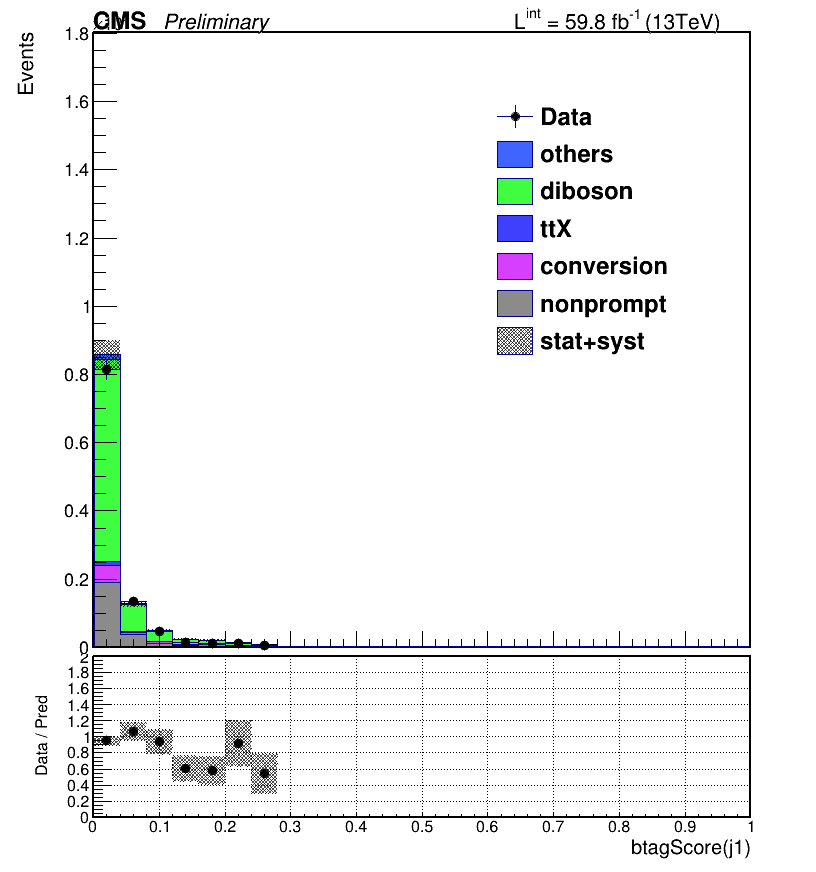 CMS Preliminary L^int = 59.8 fb^-1 (13TeV)
Events
1.8
1.6
1.4
1.2
1
0.8
0.6
0.4
0.2
0
Data
others
diboson
ttX
conversion
nonprompt
stat+syst
Data / Pred
2
1.8
1.6
1.4
1.2
1
0.8
0.6
0.4
0.2
0
0 0.1 0.2 0.3 0.4 0.5 0.6 0.7 0.8 0.9 1
btagScore(j1)